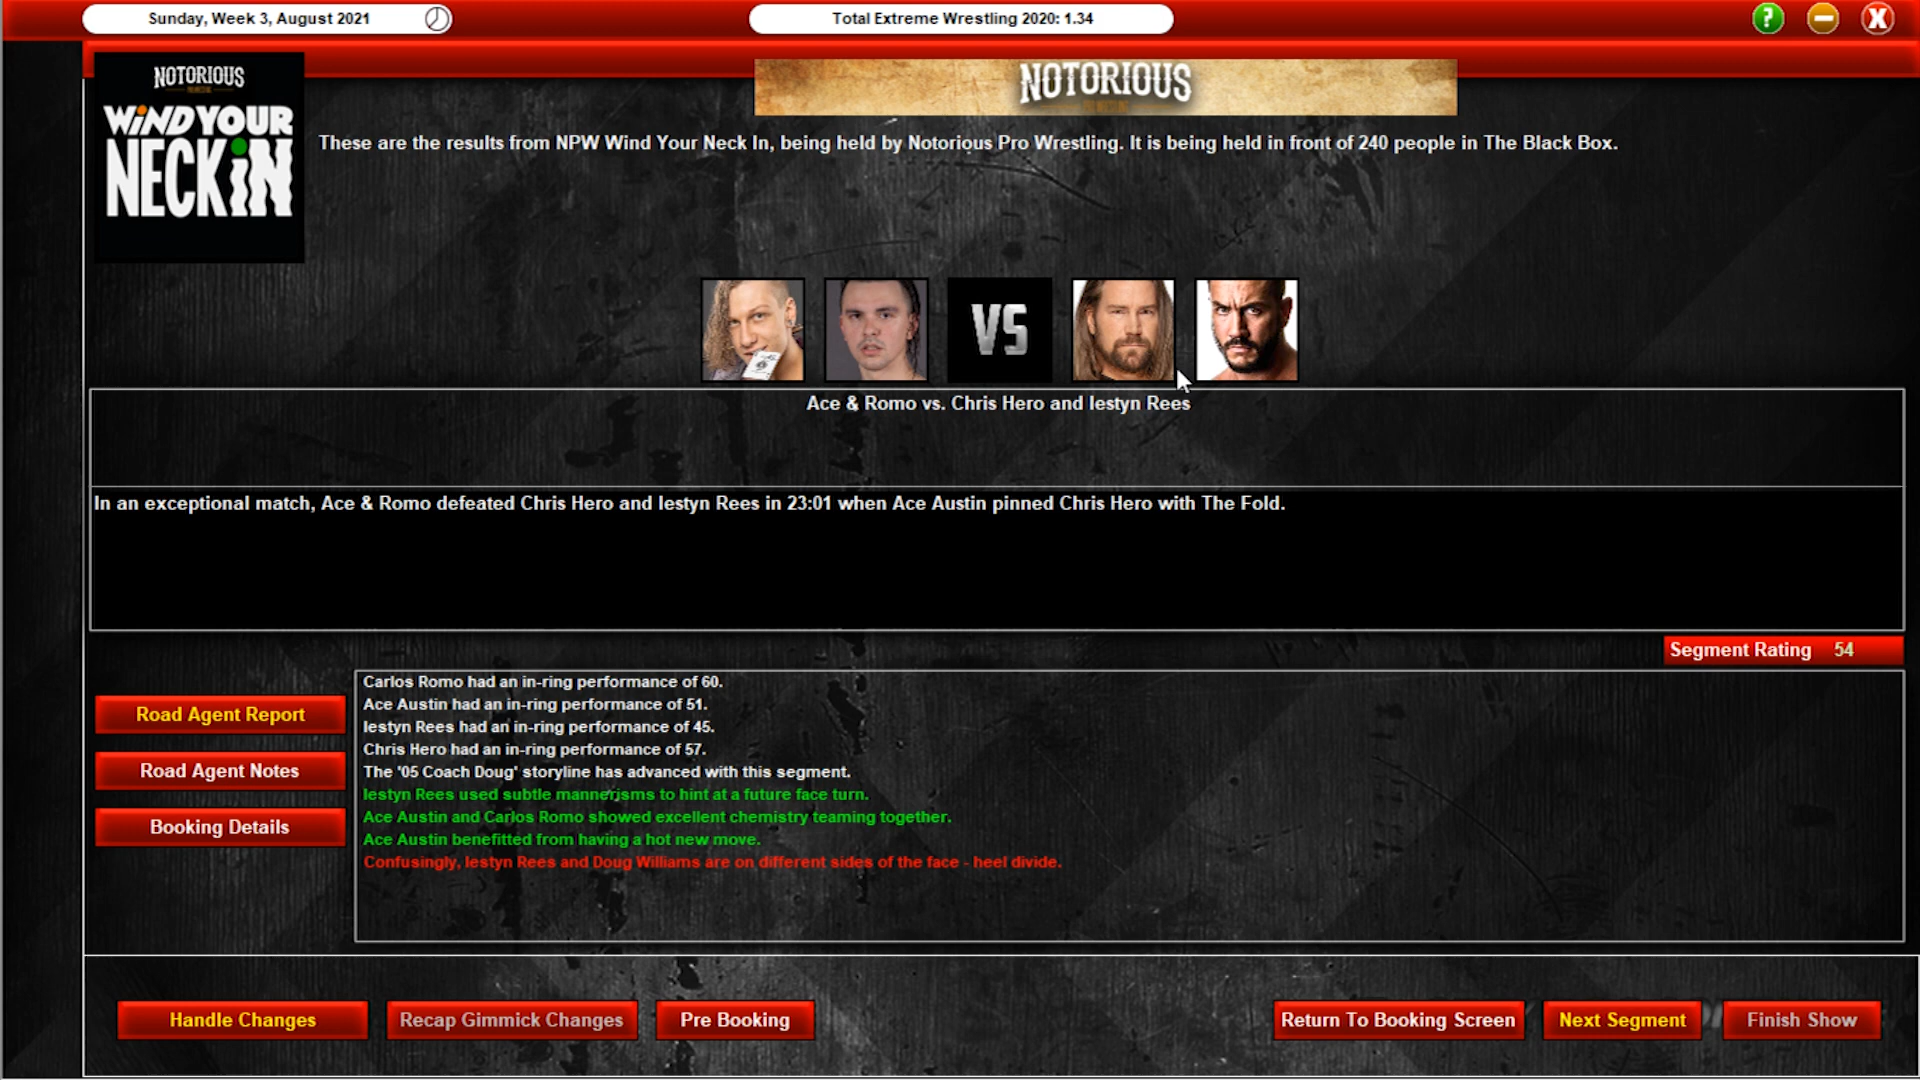 Sunday, Week 3, August 2021
Total Extreme Wrestling 2020: 1.34
NOTORIOUS
WIND YOUR
NECK IN
NOTORIOUS
These are the results from NPW Wind Your Neck In, being held by Notorious Pro Wrestling. It is being held in front of 240 people in The Black Box.
VS
Ace & Romo vs. Chris Hero and Iestyn Rees
In an exceptional match, Ace & Romo defeated Chris Hero and Iestyn Rees in 23:01 when Ace Austin pinned Chris Hero with The Fold.
Segment Rating 54
Road Agent Report
Road Agent Notes
Booking Details
Carlos Romo had an in-ring performance of 60.
Ace Austin had an in-ring performance of 51.
Iestyn Rees had an in-ring performance of 45.
Chris Hero had an in-ring performance of 57.
The '05 Coach Doug' storyline has advanced with this segment.
Iestyn Rees used subtle mannerisms to hint at a future face turn.
Ace Austin and Carlos Romo showed excellent chemistry teaming together.
Ace Austin benefitted from having a hot new move.
Confusingly, Iestyn Rees and Doug Williams are on different sides of the face - heel divide.
Handle Changes
Recap Gimmick Changes
Pre Booking
Return To Booking Screen
Next Segment
Finish Show